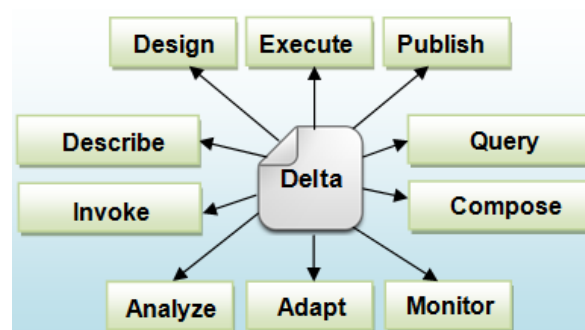 Design
Execute
Publish
Describe
Query
Delta
Invoke
Compose
Analyze
Adapt
Monitor